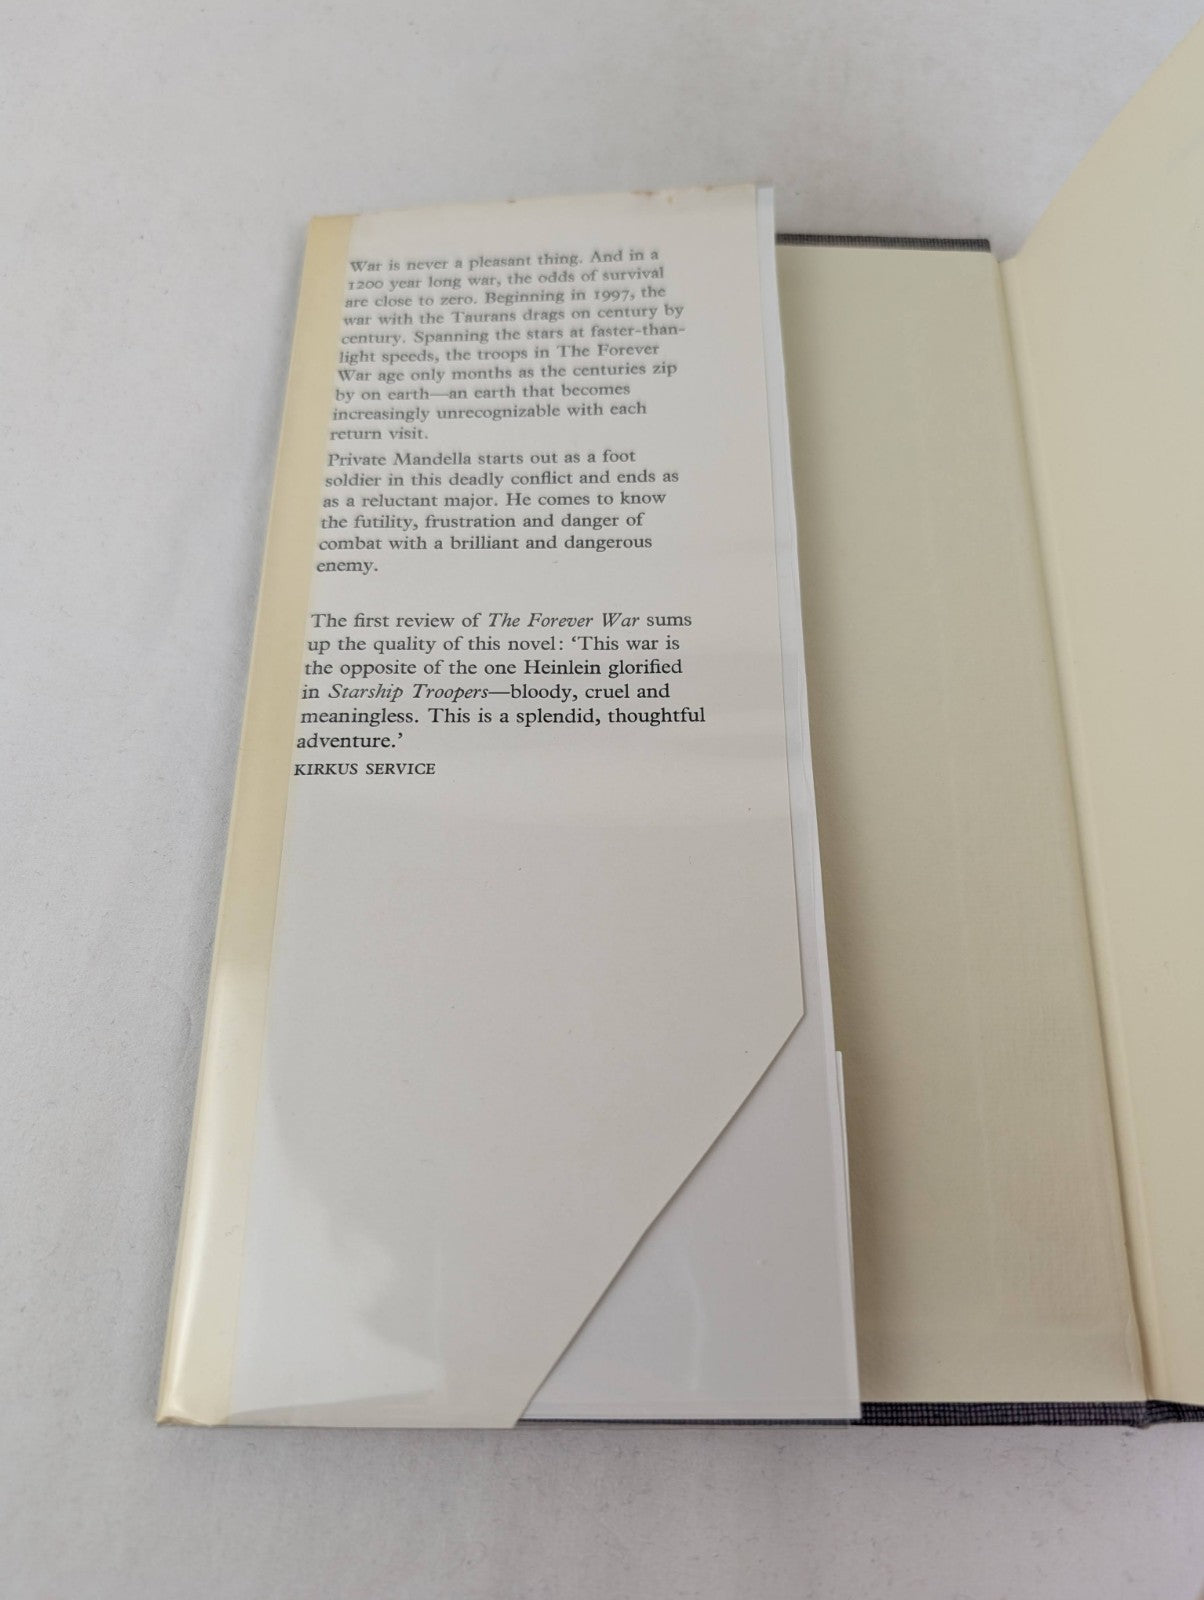 War is never a pleasant thing. And in a
1200 year long war, the odds of survival
are close to zero. Beginning in 1997, the
war with the Taurans drags on century by
century. Spanning the stars at faster-than-
light speeds, the troops in The Forever
War age only months as the centuries zip
by on earth—an earth that becomes
increasingly unrecognizable with each
return visit.
Private Mandella starts out as a foot
soldier in this deadly conflict and ends as
as a reluctant major. He comes to know
the futility, frustration and danger of
combat with a brilliant and dangerous
enemy.
The first review of The Forever War sums
up the quality of this novel: ‘This war is
the opposite of the one Heinlein glorified
in Starship Troopers—bloody, cruel and
meaningless. This is a splendid, thoughtful
adventure.’
KIRKUS SERVICE